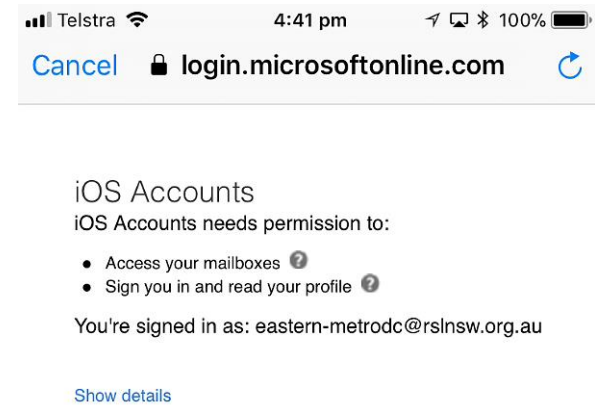 Telstra 4:41 pm 100%
Cancel login.microsoftonline.com
iOS Accounts
iOS Accounts needs permission to:
• Access your mailboxes ?
• Sign you in and read your profile ?
You're signed in as: eastern-metrodc@rslnsw.org.au
Show details